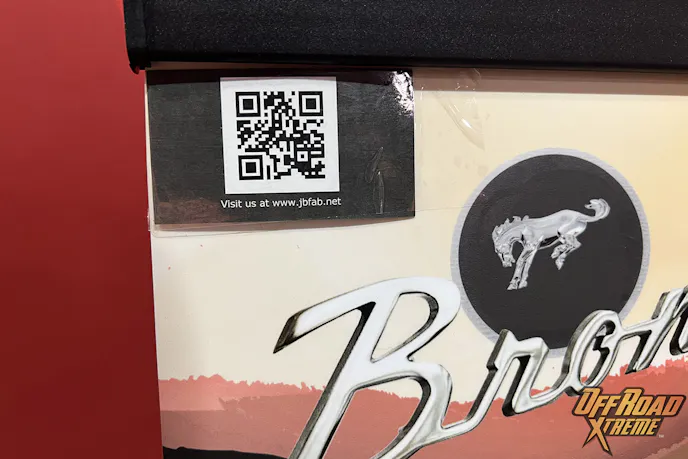 Visit us at www.jbfab.net
Bron
OFFROAD
XTREME